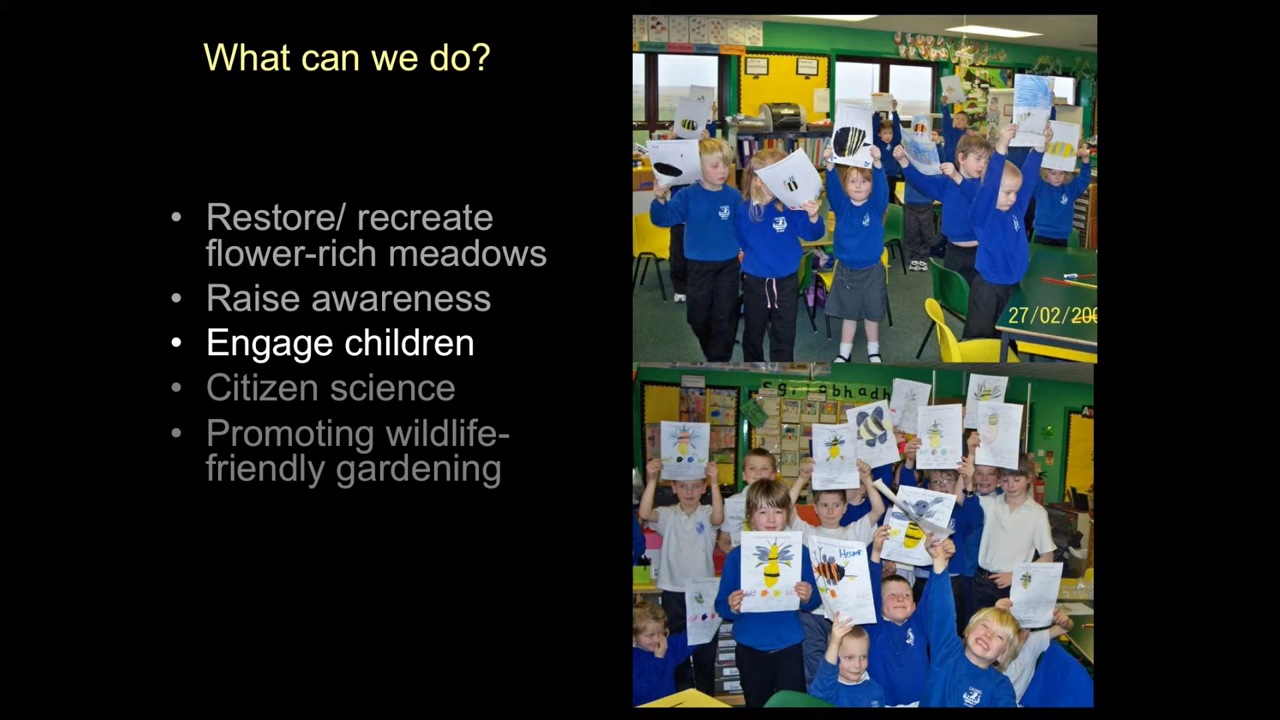 What can we do?
• Restore/ recreate
flower-rich meadows
• Raise awareness
• Engage children
• Citizen science
• Promoting wildlife-
friendly gardening
27/02/200